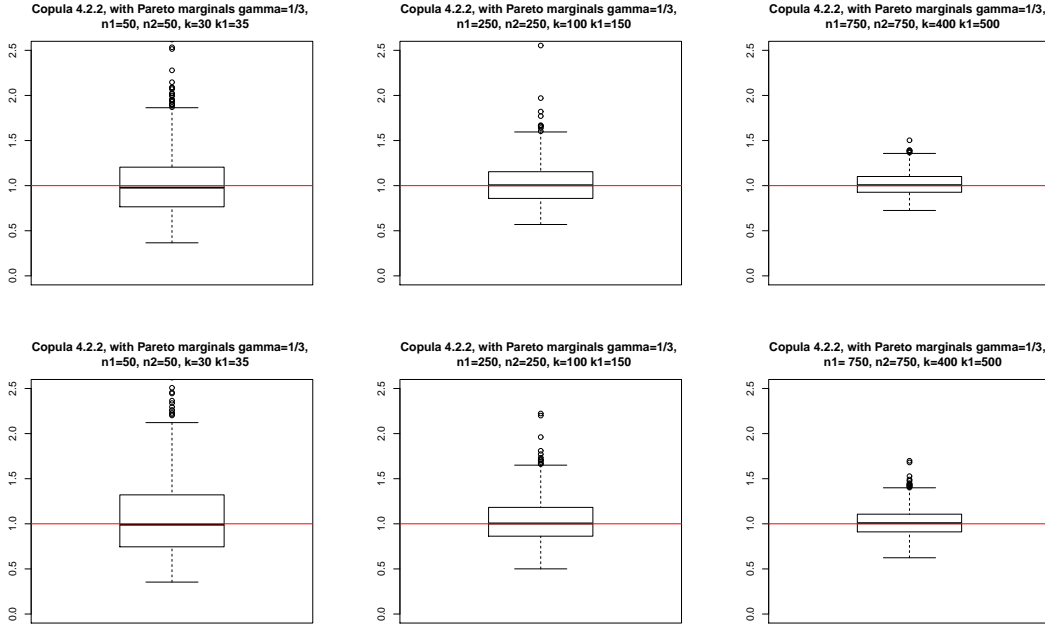 Copula 4.2.2, with Pareto marginals gamma=1/3,
n1=50, n2=50, k=30 k1=35
0.0 0.5 1.0 1.5 2.0 2.5
Copula 4.2.2, with Pareto marginals gamma=1/3,
n1=250, n2=250, k=100 k1=150
0.0 0.5 1.0 1.5 2.0 2.5
Copula 4.2.2, with Pareto marginals gamma=1/3,
n1=750, n2=750, k=400 k1=500
0.0 0.5 1.0 1.5 2.0 2.5
Copula 4.2.2, with Pareto marginals gamma=1/3,
n1=50, n2=50, k=30 k1=35
0.0 0.5 1.0 1.5 2.0 2.5
Copula 4.2.2, with Pareto marginals gamma=1/3,
n1=250, n2=250, k=100 k1=150
0.0 0.5 1.0 1.5 2.0 2.5
Copula 4.2.2, with Pareto marginals gamma=1/3,
n1= 750, n2=750, k=400 k1=500
0.0 0.5 1.0 1.5 2.0 2.5